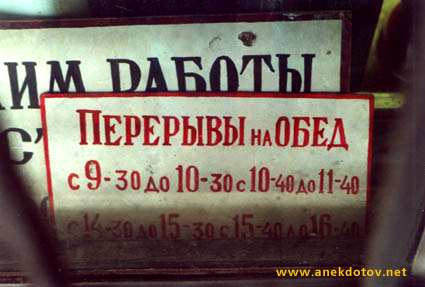 ИМ РАБОТЫ
ПЕРЕРЫВЫ НА ОБЕД
С 9-30 ДО 10-30 С 10-40 ДО 11-40
С 14-30 ДО 15-30 С 15-40 ДО 16-40
www.anekdotov.net